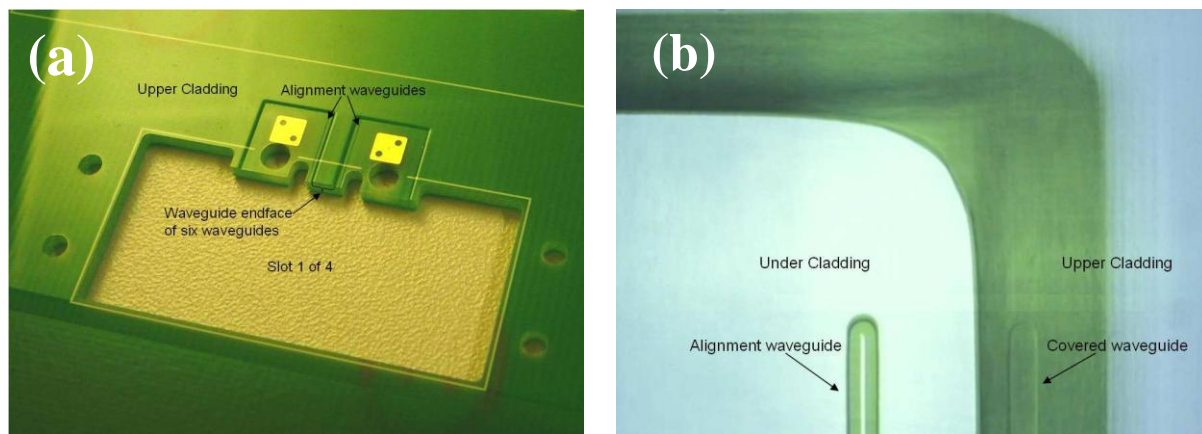 (a)
Upper Cladding
Alignment waveguides
Waveguide endface
of six waveguides
Slot 1 of 4
(b)
Under Cladding
Upper Cladding
Alignment waveguide
Covered waveguide